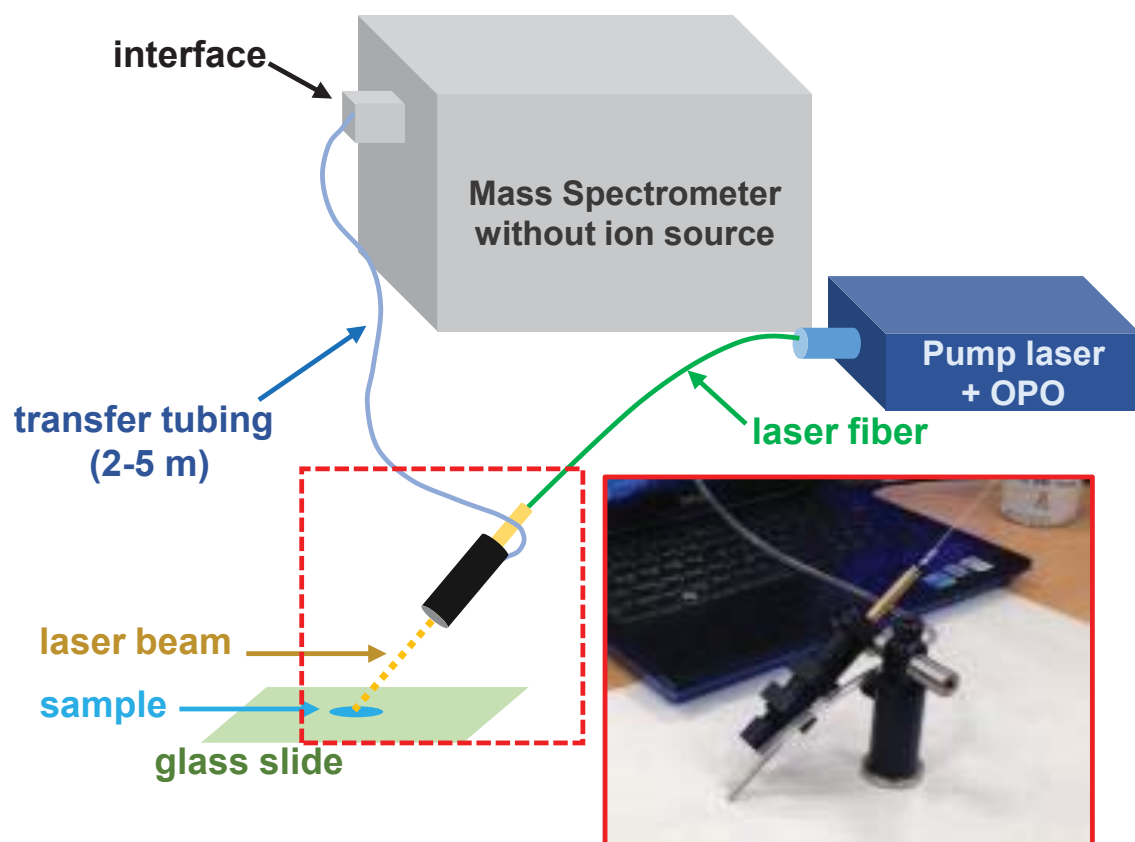 interface
Mass Spectrometer
without ion source
Pump laser
+ OPO
transfer tubing
(2-5 m)
laser fiber
laser beam
sample
glass slide